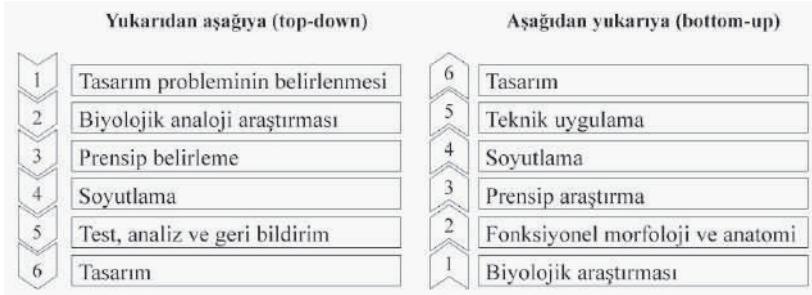 Yukarıdan aşağıya (top-down)
1 Tasarım probleminin belirlenmesi
2 Biyolojik analoji araştırması
3 Prensip belirleme
4 Soyutlama
5 Test, analiz ve geri bildirim
6 Tasarım
Aşağıdan yukarıya (bottom-up)
6 Tasarım
5 Teknik uygulama
4 Soyutlama
3 Prensip araştırma
2 Fonksiyonel morfoloji ve anatomi
1 Biyolojik araştırması